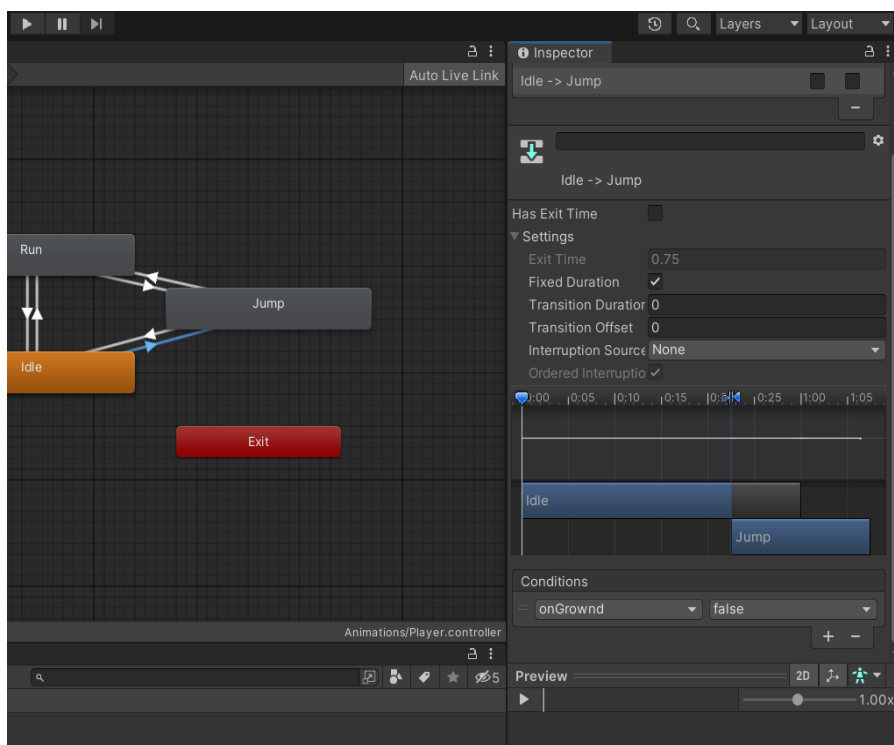 Layers
Layout
Inspector
Auto Live Link
Idle -> Jump
Idle -> Jump
Has Exit Time
Settings
Exit Time
0.75
Fixed Duration
Transition Duration 0
Transition Offset 0
Interruption Source None
Ordered Interruptio
0:05 0:10 0:15 0:25 1:00 1:05
Run
Jump
Idle
Exit
Idle
Jump
Conditions
onGrownd
false
Animations/Player.controller
5
Preview
2D
1.00x